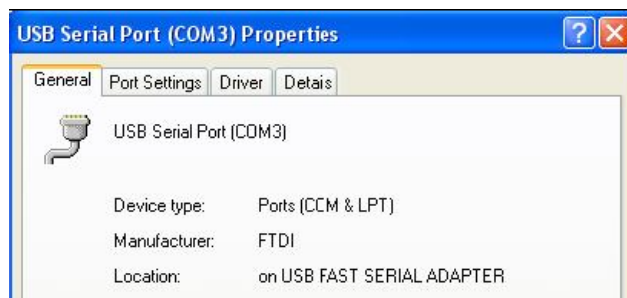 USB Serial Port (COM3) Properties
General Port Settings Driver Detais
USB Serial Port (COM3)
Device type: Ports (CCM & LPT)
Manufacturer: FTDI
Location: on USB FAST SERIAL ADAPTER